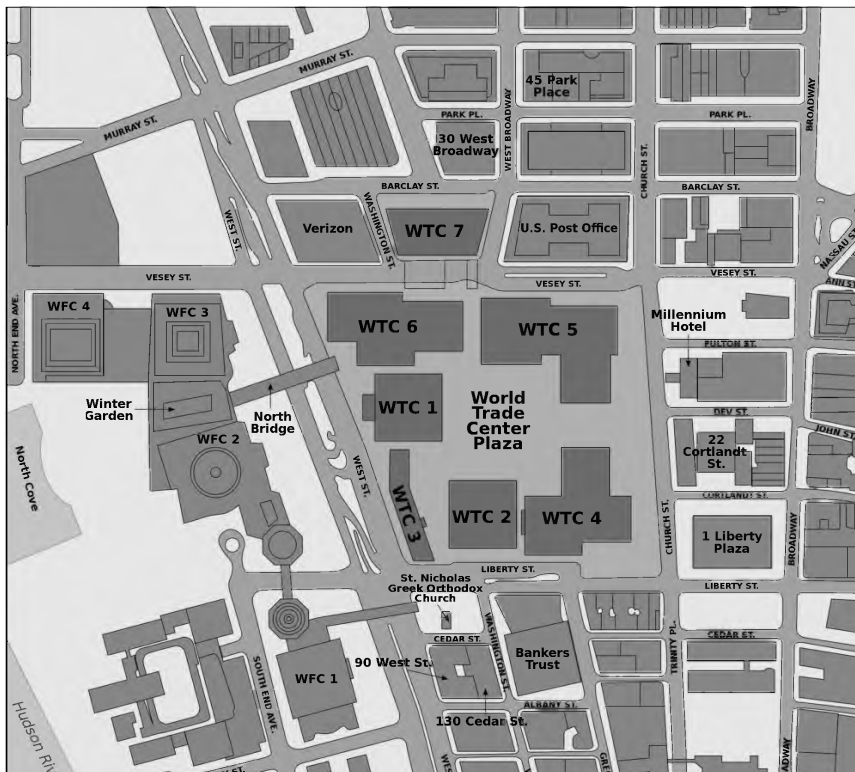 MURRAY ST.
MURRAY ST.
45 Park
Place
PARK PL.
PARK PL.
BROADWAY
30 West
Broadway
WEST BROADWAY
CHURCH ST.
BARCLAY ST.
BARCLAY ST.
WEST ST.
Verizon
WASHINGTON ST.
WTC 7
U.S. Post Office
NASSAU ST.
VESEY ST.
VESEY ST.
VESEY ST.
ANN ST.
NORTH END AVE.
WFC 4
WFC 3
WTC 6
WTC 5
Millennium
Hotel
FULTON ST.
Winter
Garden
North
Bridge
WTC 1
World
Trade
Center
Plaza
DEY ST.
JOHN ST.
WFC 2
22
Cortlandt
St.
North Cove
WEST ST.
WTC 3
WTC 2
WTC 4
CORTLANDT ST.
CHURCH ST.
1 Liberty
Plaza
BROADWAY
LIBERTY ST.
LIBERTY ST.
St. Nicholas
Greek Orthodox
Church
CEDAR ST.
CEDAR ST.
WASHINGTON ST.
TRINITY PL.
90 West St.
Bankers
Trust
WFC 1
SOUTH END AVE.
ALBANY ST.
130 Cedar St.
Hudson